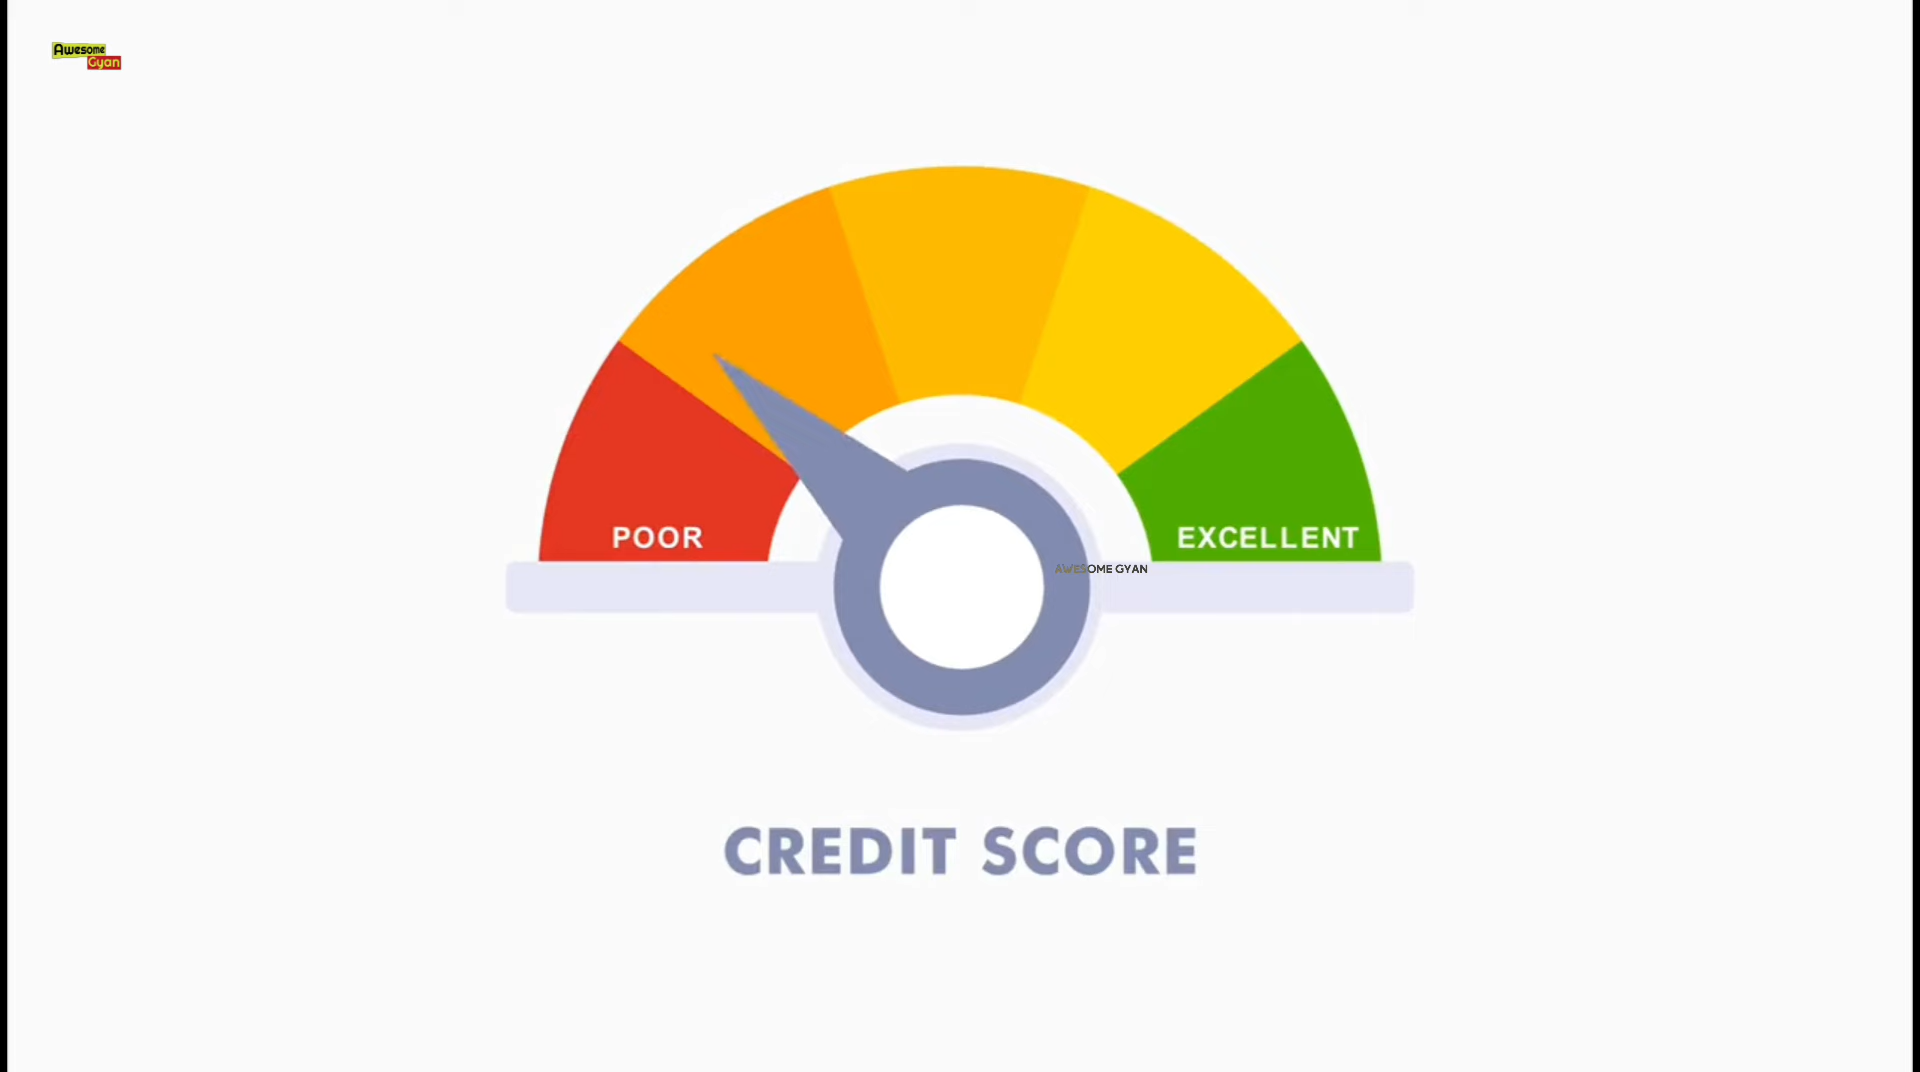 Awesome
Gyan
POOR
EXCELLENT
AWESOME GYAN
CREDIT SCORE